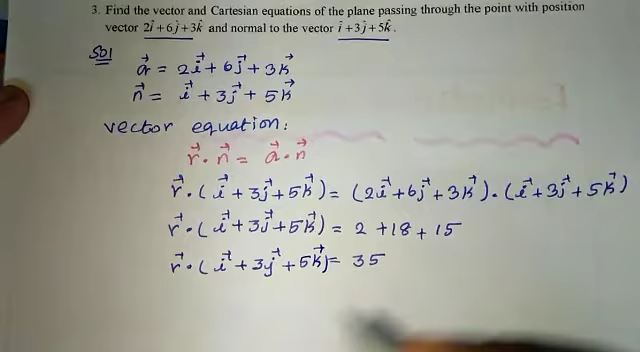 3. Find the vector and Cartesian equations of the plane passing through the point with position
vector 2î + 6ĵ + 3k̂ and normal to the vector î + 3ĵ + 5k̂.
Sol
a⃗ = 2i⃗ + 6j⃗ + 3k⃗
n⃗ = i⃗ + 3j⃗ + 5k⃗
vector equation:
r⃗ . n⃗ = a⃗ . n⃗
r⃗ . ( i⃗ + 3j⃗ + 5k⃗ ) = ( 2i⃗ + 6j⃗ + 3k⃗ ) . ( i⃗ + 3j⃗ + 5k⃗ )
r⃗ . ( i⃗ + 3j⃗ + 5k⃗ ) = 2 + 18 + 15
r⃗ . ( i⃗ + 3j⃗ + 5k⃗ ) = 35